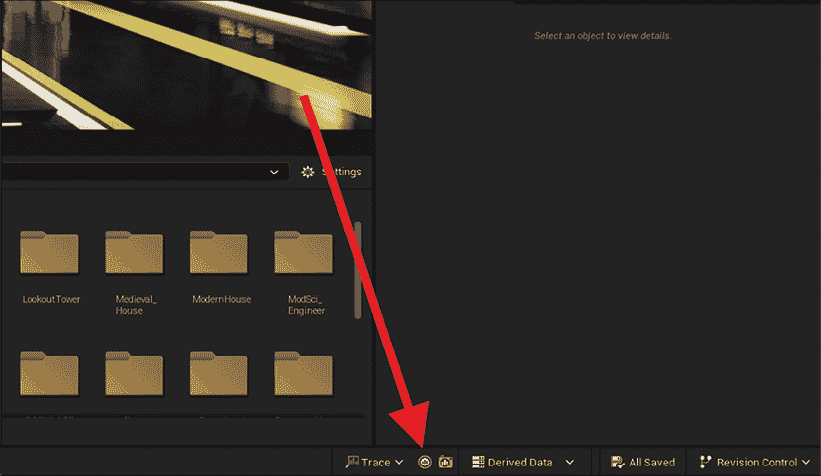 Select an object to view details.
Settings
LookoutTower
Medieval_
House
ModernHouse
ModSci_
Engineer
Trace
Derived Data
All Saved
Revision Control